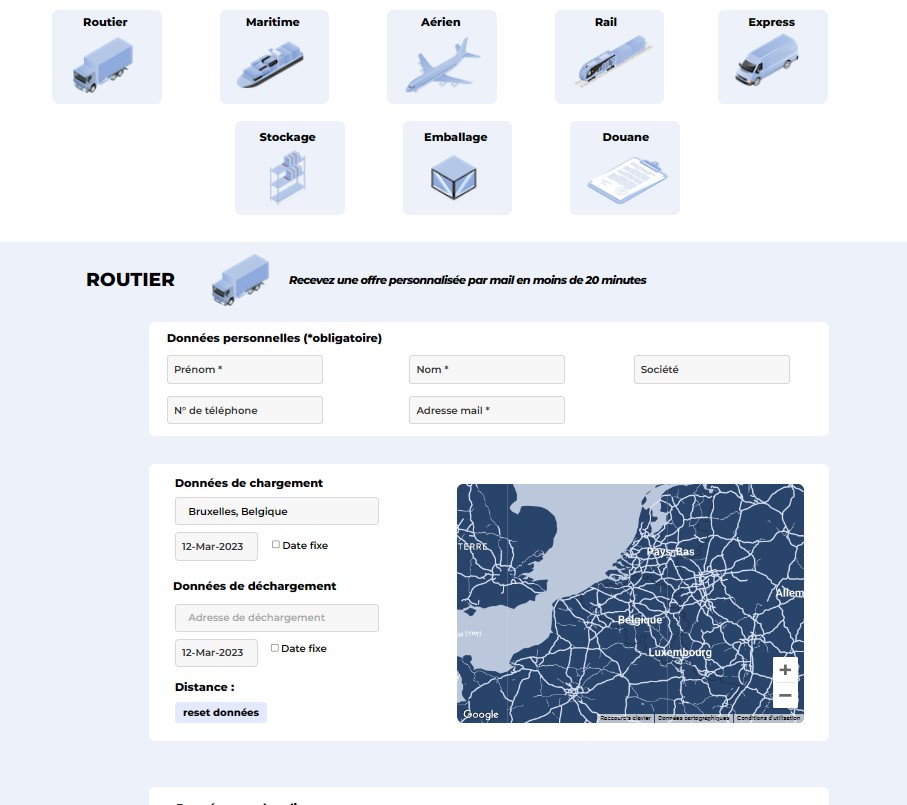 Routier
Maritime
Aérien
Rail
Express
Stockage
Emballage
Douane
ROUTIER
Recevez une offre personnalisée par mail en moins de 20 minutes
Données personnelles (*obligatoire)
Prénom *
Nom *
Société
N° de téléphone
Adresse mail *
Données de chargement
Bruxelles, Belgique
12-Mar-2023
Date fixe
Données de déchargement
Adresse de déchargement
12-Mar-2023
Date fixe
Distance :
reset données
TERRE
Pays-Bas
Allem
Belgique
Luxembourg
+
−
Google
Raccourcis clavier
Données cartographiques
Conditions d'utilisation